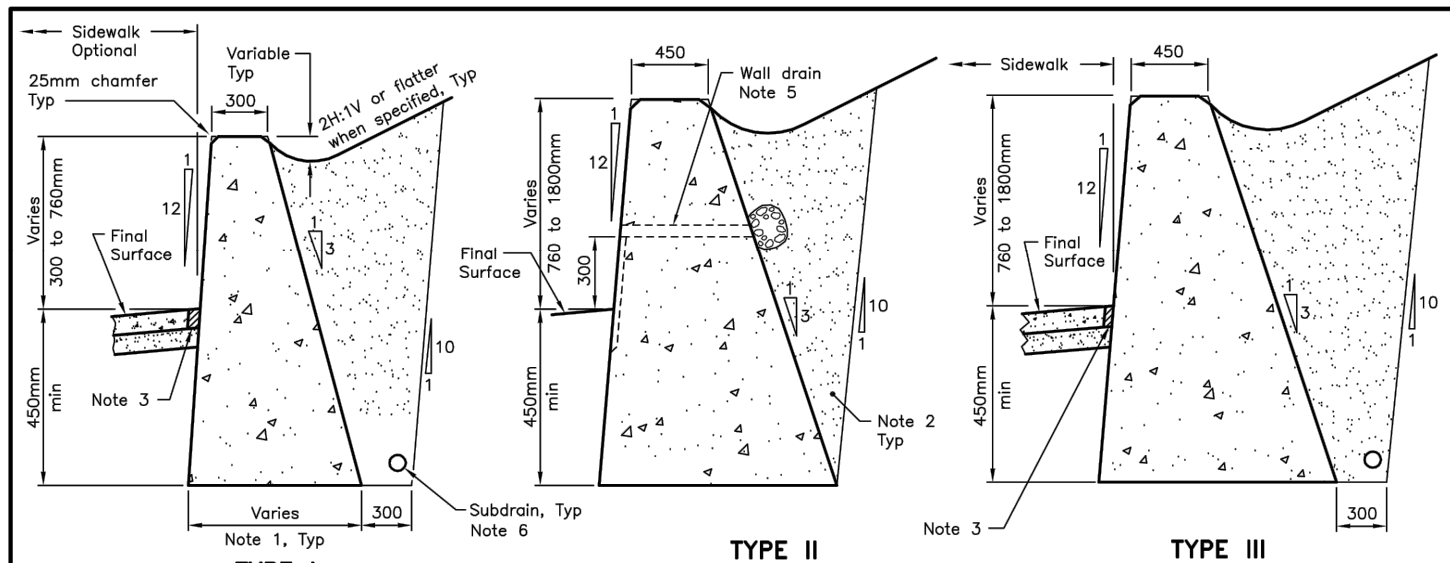 Sidewalk
Optional
25mm chamfer
Typ
300
Variable
Typ
2H:1V or flatter
when specified, Typ
Varies
300 to 760mm
1
12
Final
Surface
1
3
10
1
450mm
min
Note 3
Varies
Note 1, Typ
300
Subdrain, Typ
Note 6
450
Wall drain
Note 5
Varies
760 to 1800mm
1
12
300
Final
Surface
1
3
10
1
450mm
min
Note 2
Typ
TYPE II
Sidewalk
450
Varies
760 to 1800mm
1
12
Final
Surface
1
3
10
1
450mm
min
Note 3
300
TYPE III